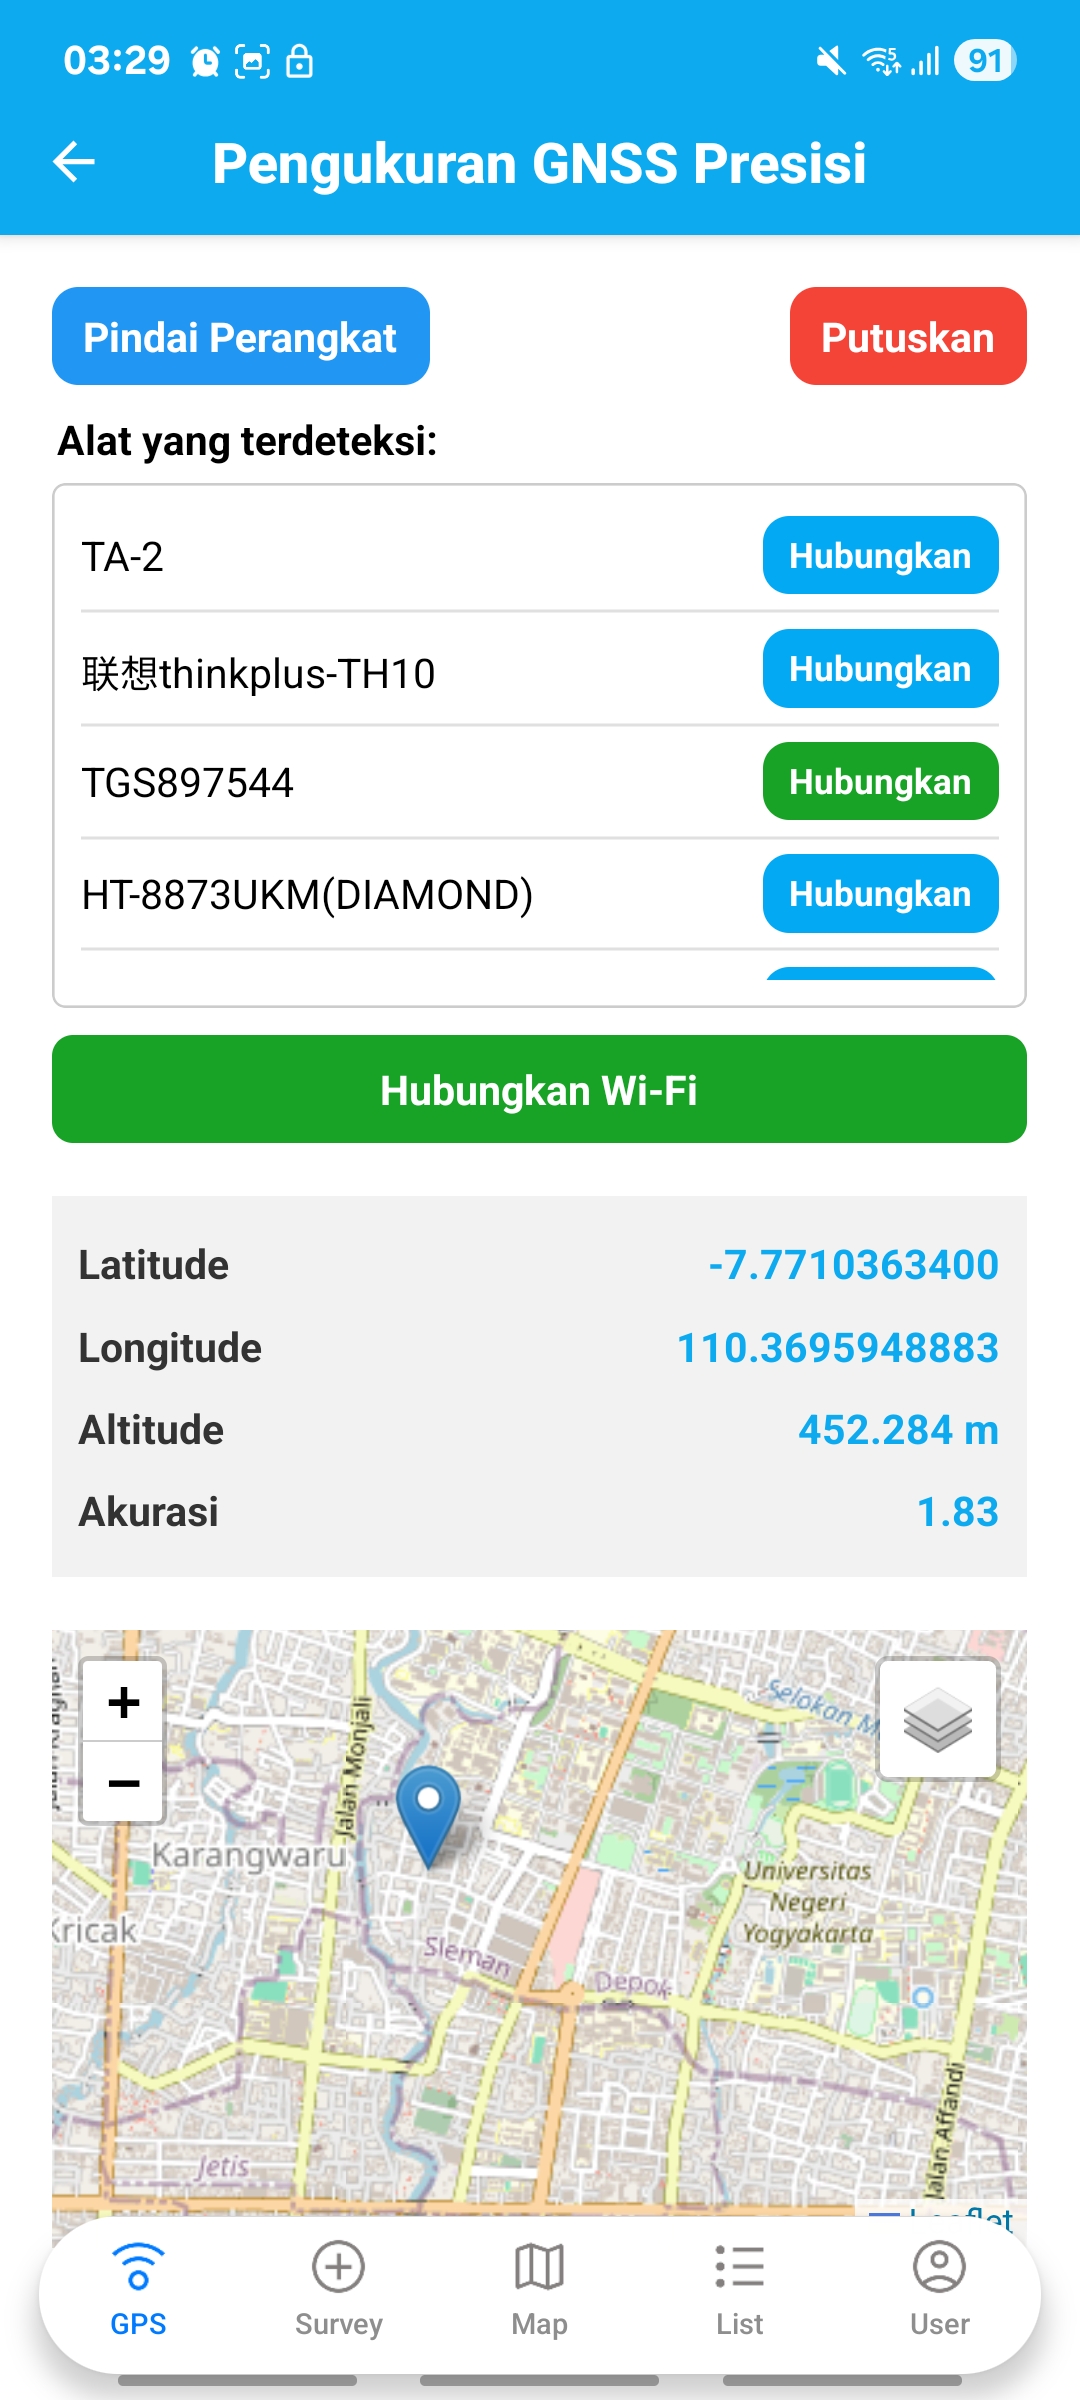 03:29
91
Pengukuran GNSS Presisi
Pindai Perangkat
Putuskan
Alat yang terdeteksi:
TA-2
Hubungkan
联想thinkplus-TH10
Hubungkan
TGS897544
Hubungkan
HT-8873UKM(DIAMOND)
Hubungkan
Hubungkan Wi-Fi
Latitude
-7.7710363400
Longitude
110.3695948883
Altitude
452.284 m
Akurasi
1.83
+
−
Selokan M
Jalan Monjali
Karangwaru
Kricak
Universitas
Negeri
Yogyakarta
Sleman
Depok
Jalan Affandi
Jetis
Leaflet
GPS
Survey
Map
List
User